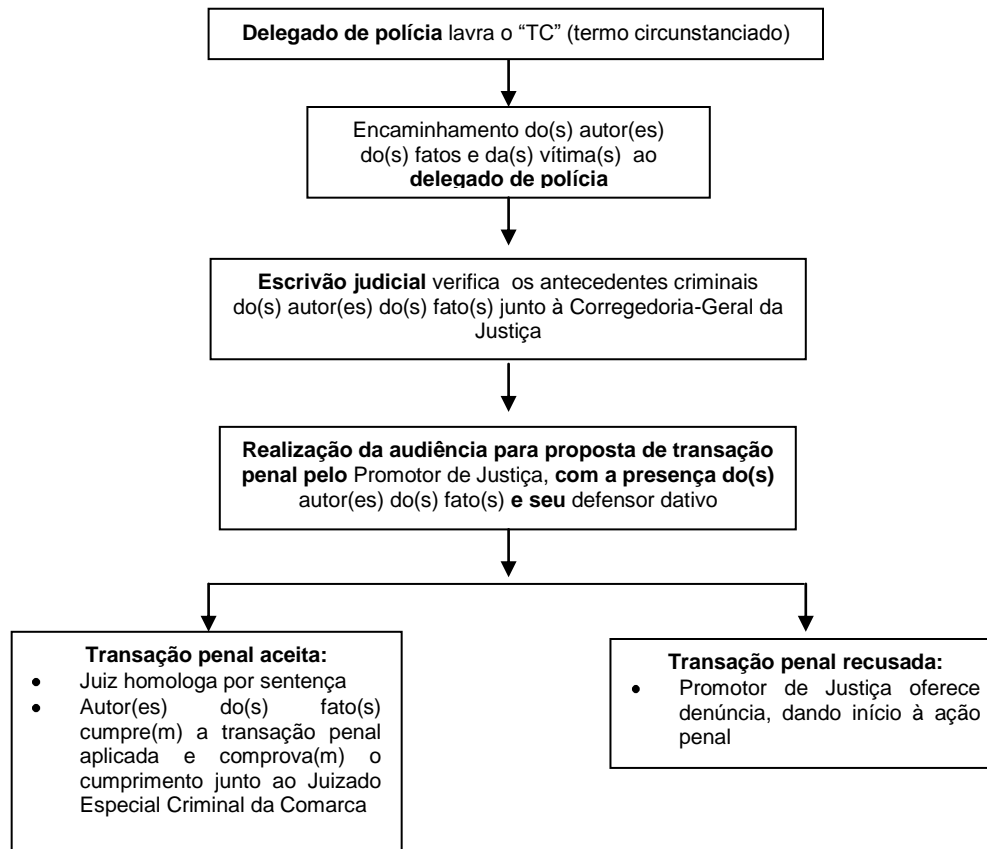 Delegado de polícia lavra o “TC” (termo circunstanciado)
Encaminhamento do(s) autor(es)
do(s) fatos e da(s) vítima(s) ao
delegado de polícia
Escrivão judicial verifica os antecedentes criminais
do(s) autor(es) do(s) fato(s) junto à Corregedoria-Geral da
Justiça
Realização da audiência para proposta de transação
penal pelo Promotor de Justiça, com a presença do(s)
autor(es) do(s) fato(s) e seu defensor dativo
Transação penal aceita:
• Juiz homologa por sentença
• Autor(es) do(s) fato(s)
cumpre(m) a transação penal
aplicada e comprova(m) o
cumprimento junto ao Juizado
Especial Criminal da Comarca
Transação penal recusada:
• Promotor de Justiça oferece
denúncia, dando início à ação
penal